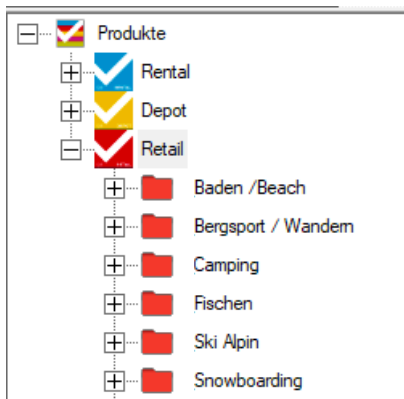 Produkte
Rental
Depot
Retail
Baden /Beach
Bergsport / Wandern
Camping
Fischen
Ski Alpin
Snowboarding